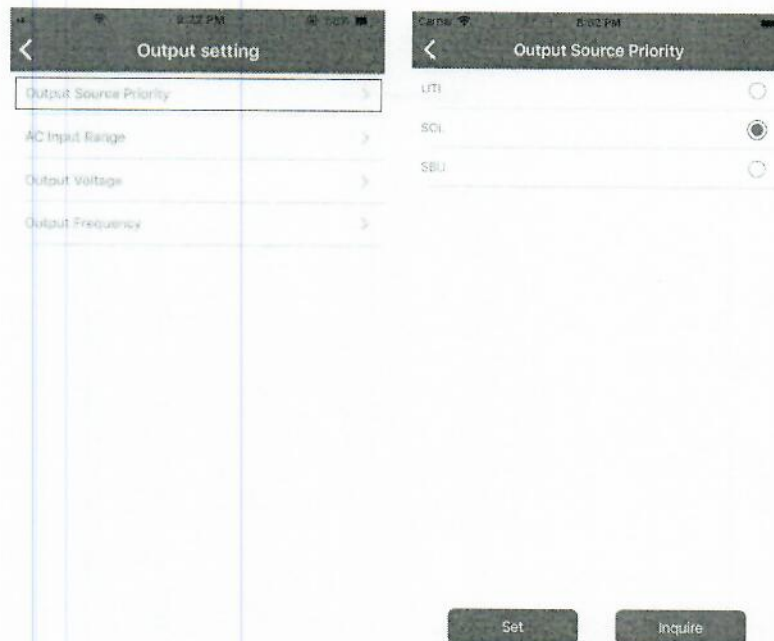 Output setting
Output Source Priority
AC Input Range
Output Voltage
Output Frequency
Output Source Priority
UTI
SOL
SBU
Set
Inquire